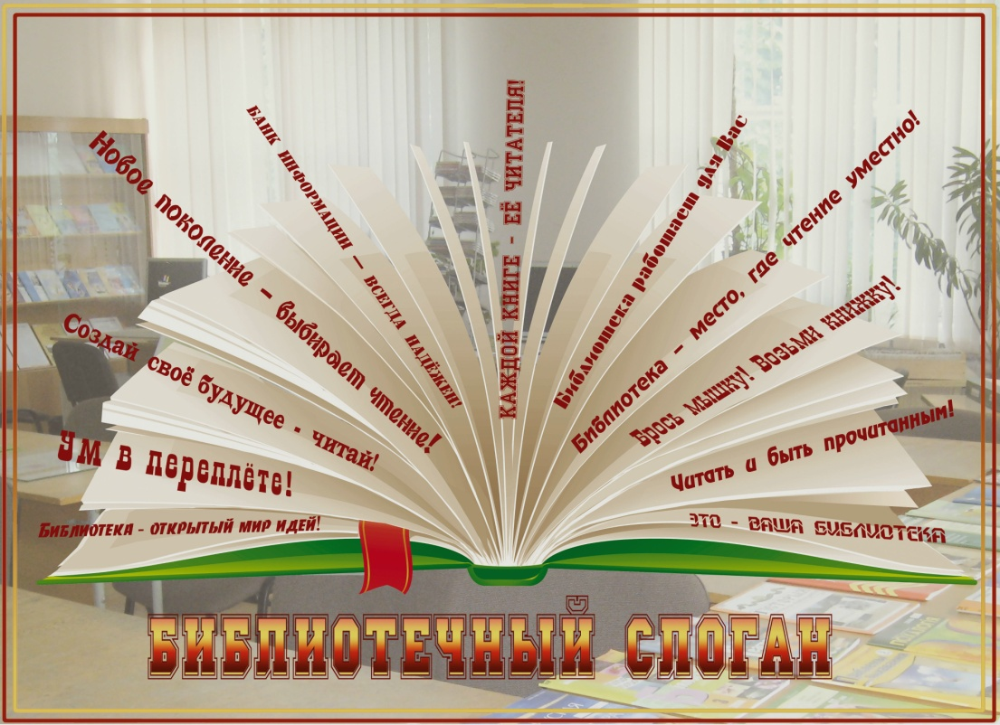 Новое поколение – выбирает чтение!
БАНК ИНФОРМАЦИИ – ВСЕГДА НАДЁЖЕН!
КАЖДОЙ КНИГЕ - ЕЁ ЧИТАТЕЛЯ!
Библиотека работает для Вас
Библиотека – место, где чтение уместно!
Брось мышку! Возьми книжку!
Создай своё будущее - читай!
Читать и быть прочитанным!
Ум в переплёте!
Библиотека - открытый мир идей!
ЭТО - ВАША БИБЛИОТЕКА
БИБЛИОТЕЧНЫЙ СЛОГАН